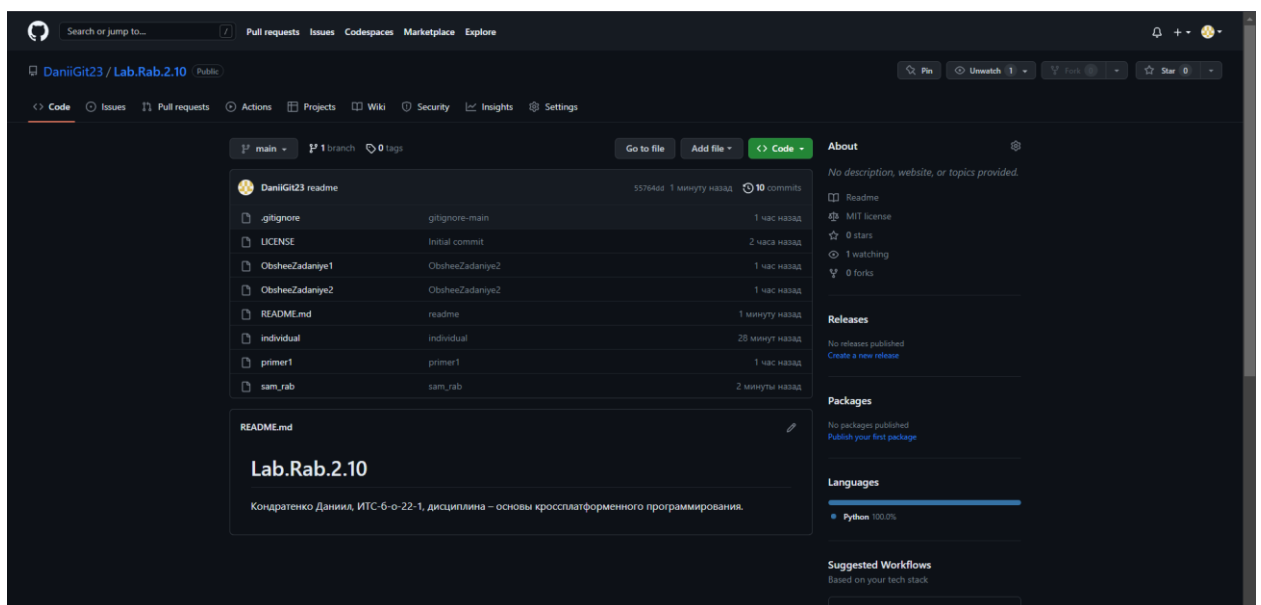 Search or jump to... /
Pull requests Issues Codespaces Marketplace Explore
DaniiGit23 / Lab.Rab.2.10 Public
Pin Unwatch 1 Fork 0 Star 0
<> Code Issues Pull requests Actions Projects Wiki Security Insights Settings
main 1 branch 0 tags
Go to file Add file <> Code
DaniiGit23 readme 55764dd 1 минуту назад 10 commits
.gitignore gitignore-main 1 час назад
LICENSE Initial commit 2 часа назад
ObsheeZadaniye1 ObsheeZadaniye2 1 час назад
ObsheeZadaniye2 ObsheeZadaniye2 1 час назад
README.md readme 1 минуту назад
individual individual 28 минут назад
primer1 primer1 1 час назад
sam_rab sam_rab 2 минуты назад
README.md
Lab.Rab.2.10
Кондратенко Даниил, ИТС-б-о-22-1, дисциплина – основы кроссплатформенного программирования.
About
No description, website, or topics provided.
Readme
MIT license
0 stars
1 watching
0 forks
Releases
No releases published
Create a new release
Packages
No packages published
Publish your first package
Languages
Python 100.0%
Suggested Workflows
Based on your tech stack